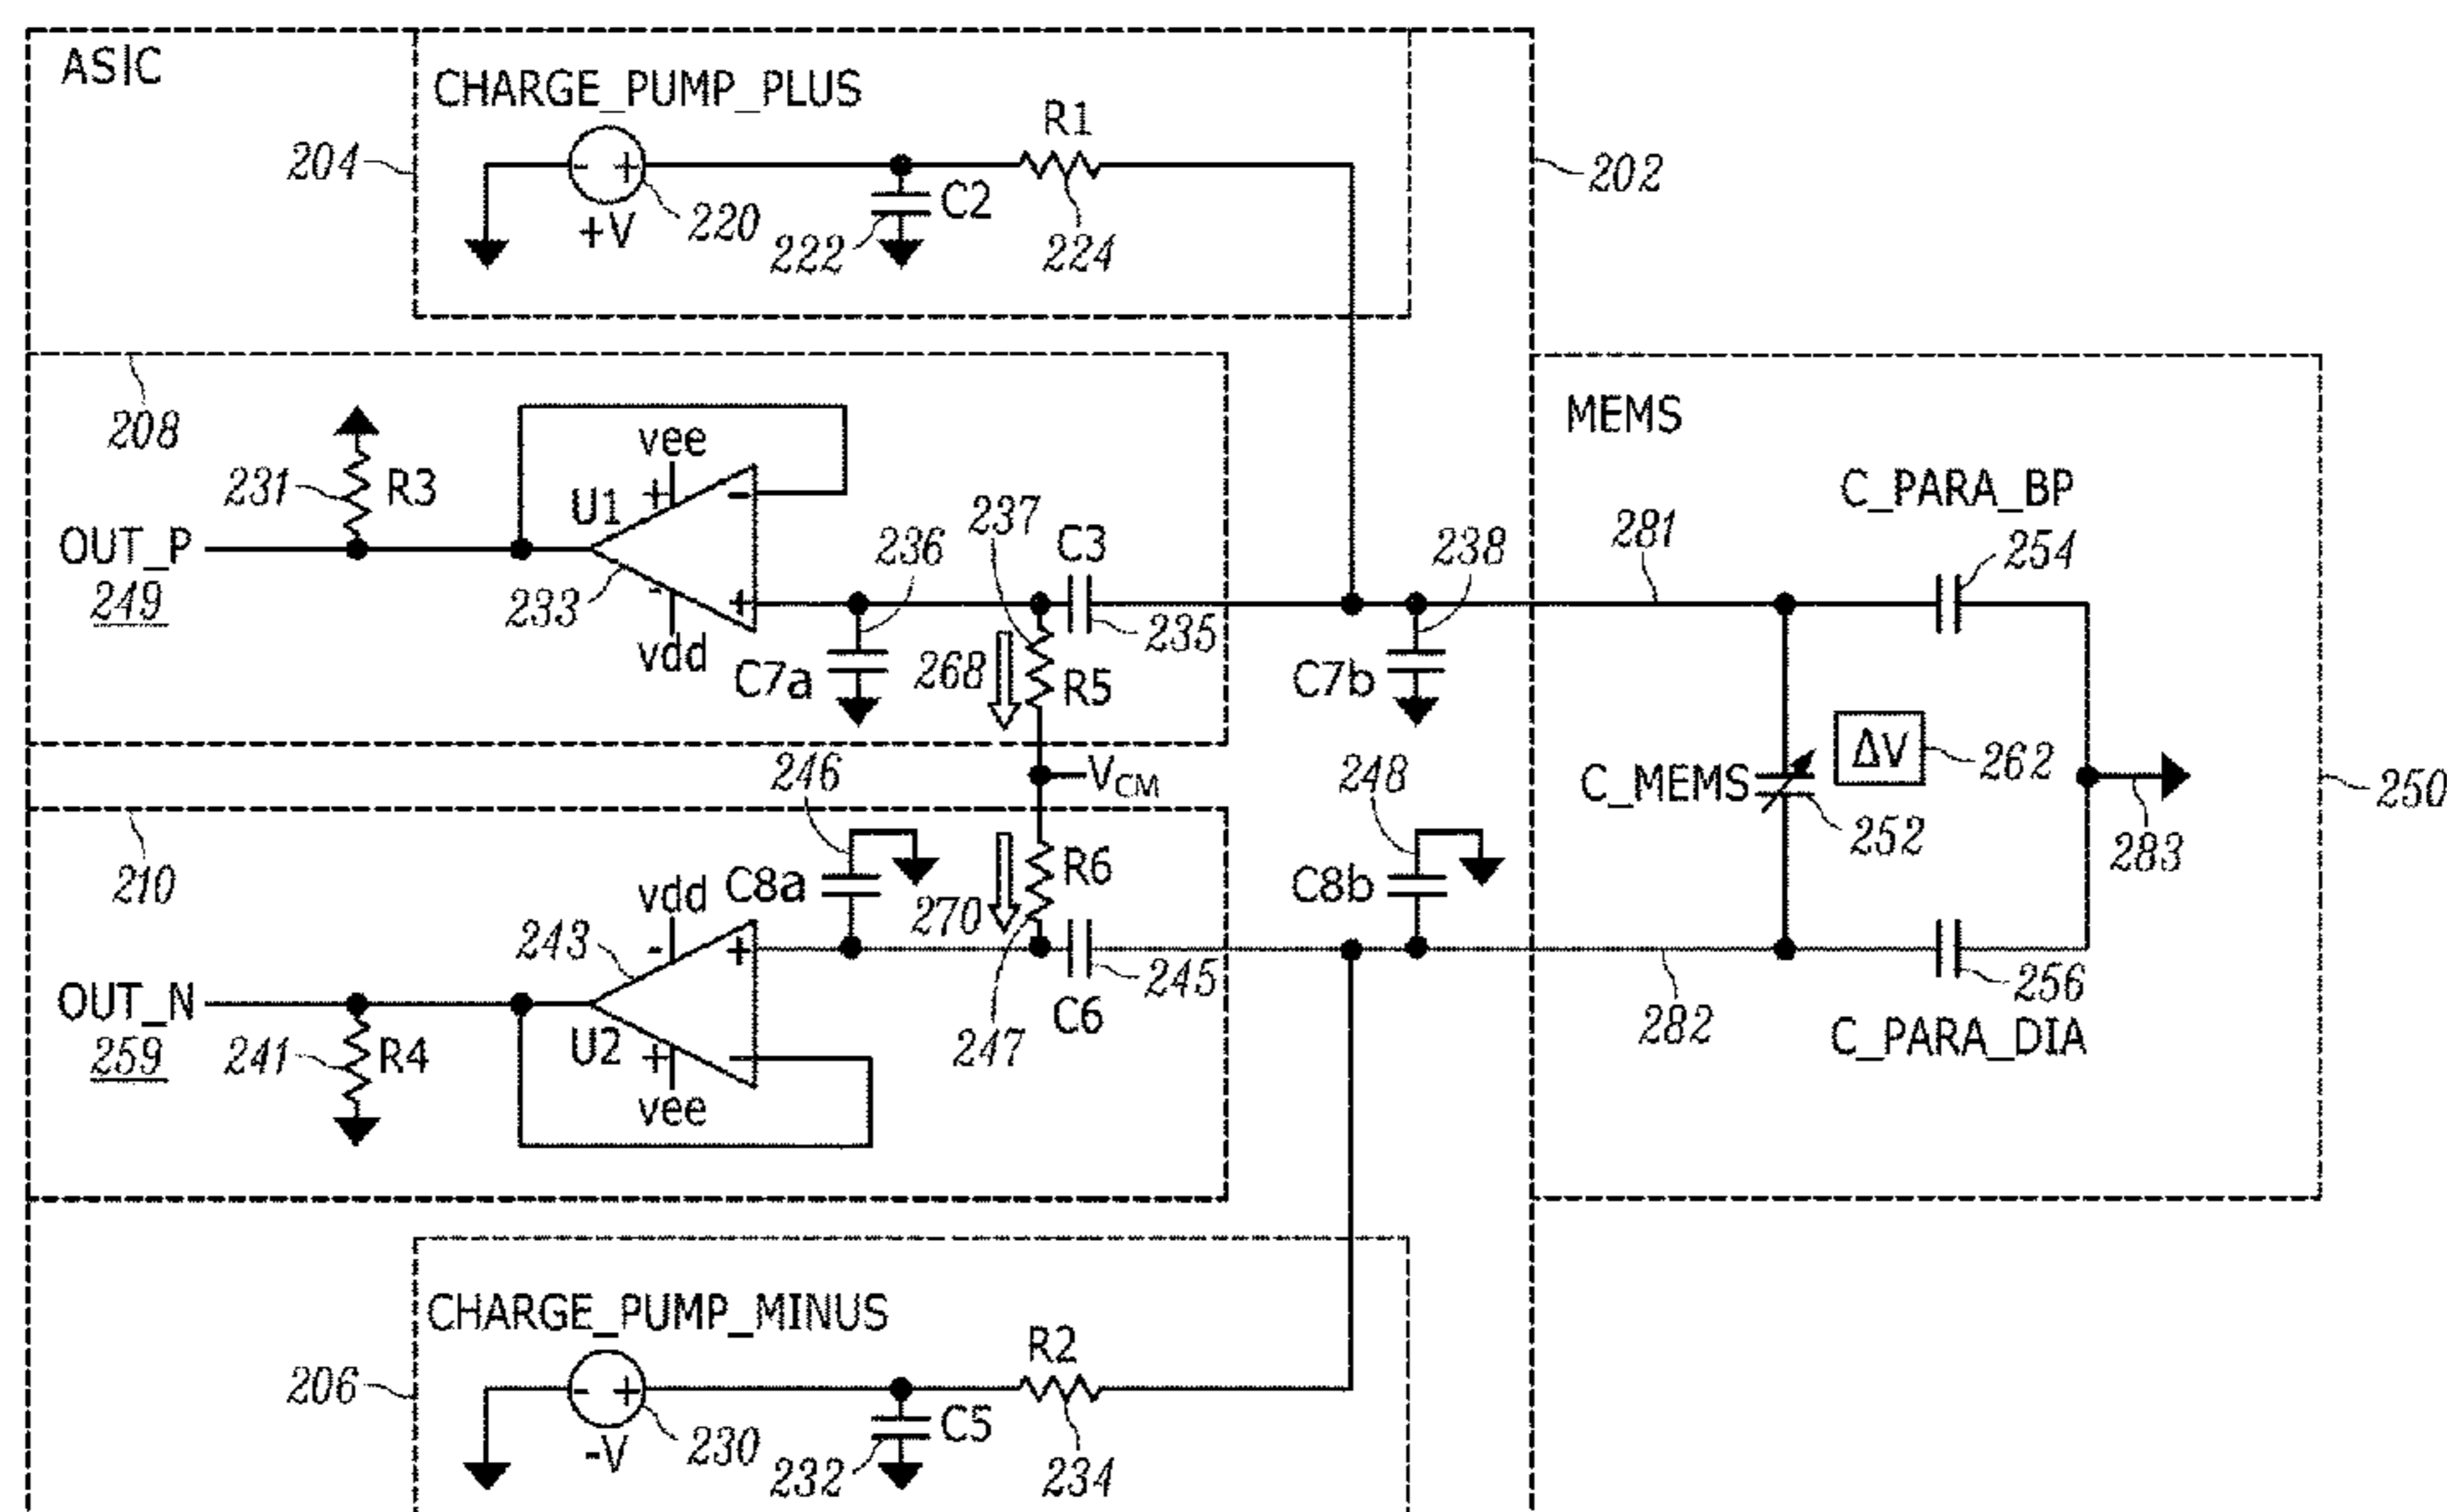 ASIC
CHARGE_PUMP_PLUS
R1
204
202
C2
+
-
+V
220
222
224
208
MEMS
vee
C_PARA_BP
231
R3
U1
+
-
237
236
C3
238
281
254
OUT_P
249
233
-
+
235
vdd
C7a
268
R5
C7b
246
VCM
248
C_MEMS
ΔV
262
250
252
283
210
vdd
C8a
R6
C8b
243
-
+
270
245
256
OUT_N
259
241
R4
U2
+
-
247
C6
282
C_PARA_DIA
vee
CHARGE_PUMP_MINUS
R2
206
-
+
C5
-V
230
232
234